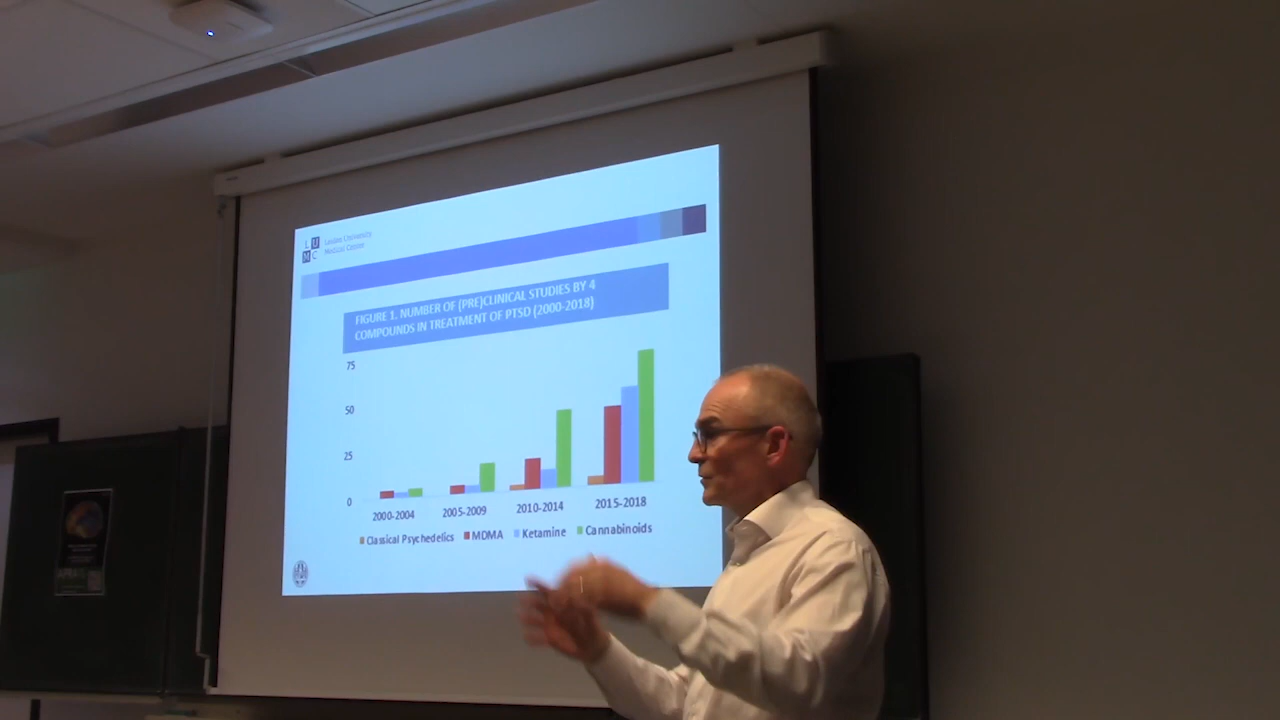 L U
M C
Leiden University
Medical Center
FIGURE 1. NUMBER OF (PRE)CLINICAL STUDIES BY 4
COMPOUNDS IN TREATMENT OF PTSD (2000-2018)
75
50
25
0
2000-2004 2005-2009 2010-2014 2015-2018
Classical Psychedelics MDMA Ketamine Cannabinoids